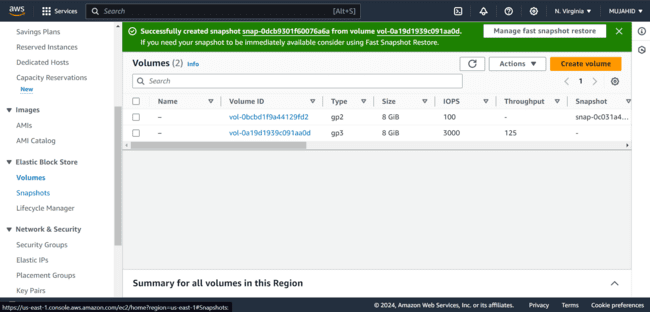 aws
Services
Search
[Alt+S]
N. Virginia
MUJAHID
Savings Plans
Reserved Instances
Dedicated Hosts
Capacity Reservations
New
Images
AMIs
AMI Catalog
Elastic Block Store
Volumes
Snapshots
Lifecycle Manager
Network & Security
Security Groups
Elastic IPs
Placement Groups
Key Pairs
Successfully created snapshot snap-0dcb9301f60076a6a from volume vol-0a19d1939c091aa0d.
If you need your snapshot to be immediately available consider using Fast Snapshot Restore.
Manage fast snapshot restore
Volumes (2) Info
Actions
Create volume
Search
1
Name Volume ID Type Size IOPS Throughput Snapshot
– vol-0bcbd1f9a44129fd2 gp2 8 GiB 100 - snap-0c031a4...
– vol-0a19d1939c091aa0d gp3 8 GiB 3000 125 -
Summary for all volumes in this Region
https://us-east-1.console.aws.amazon.com/ec2/home?region=us-east-1#Snapshots:
© 2024, Amazon Web Services, Inc. or its affiliates. Privacy Terms Cookie preferences